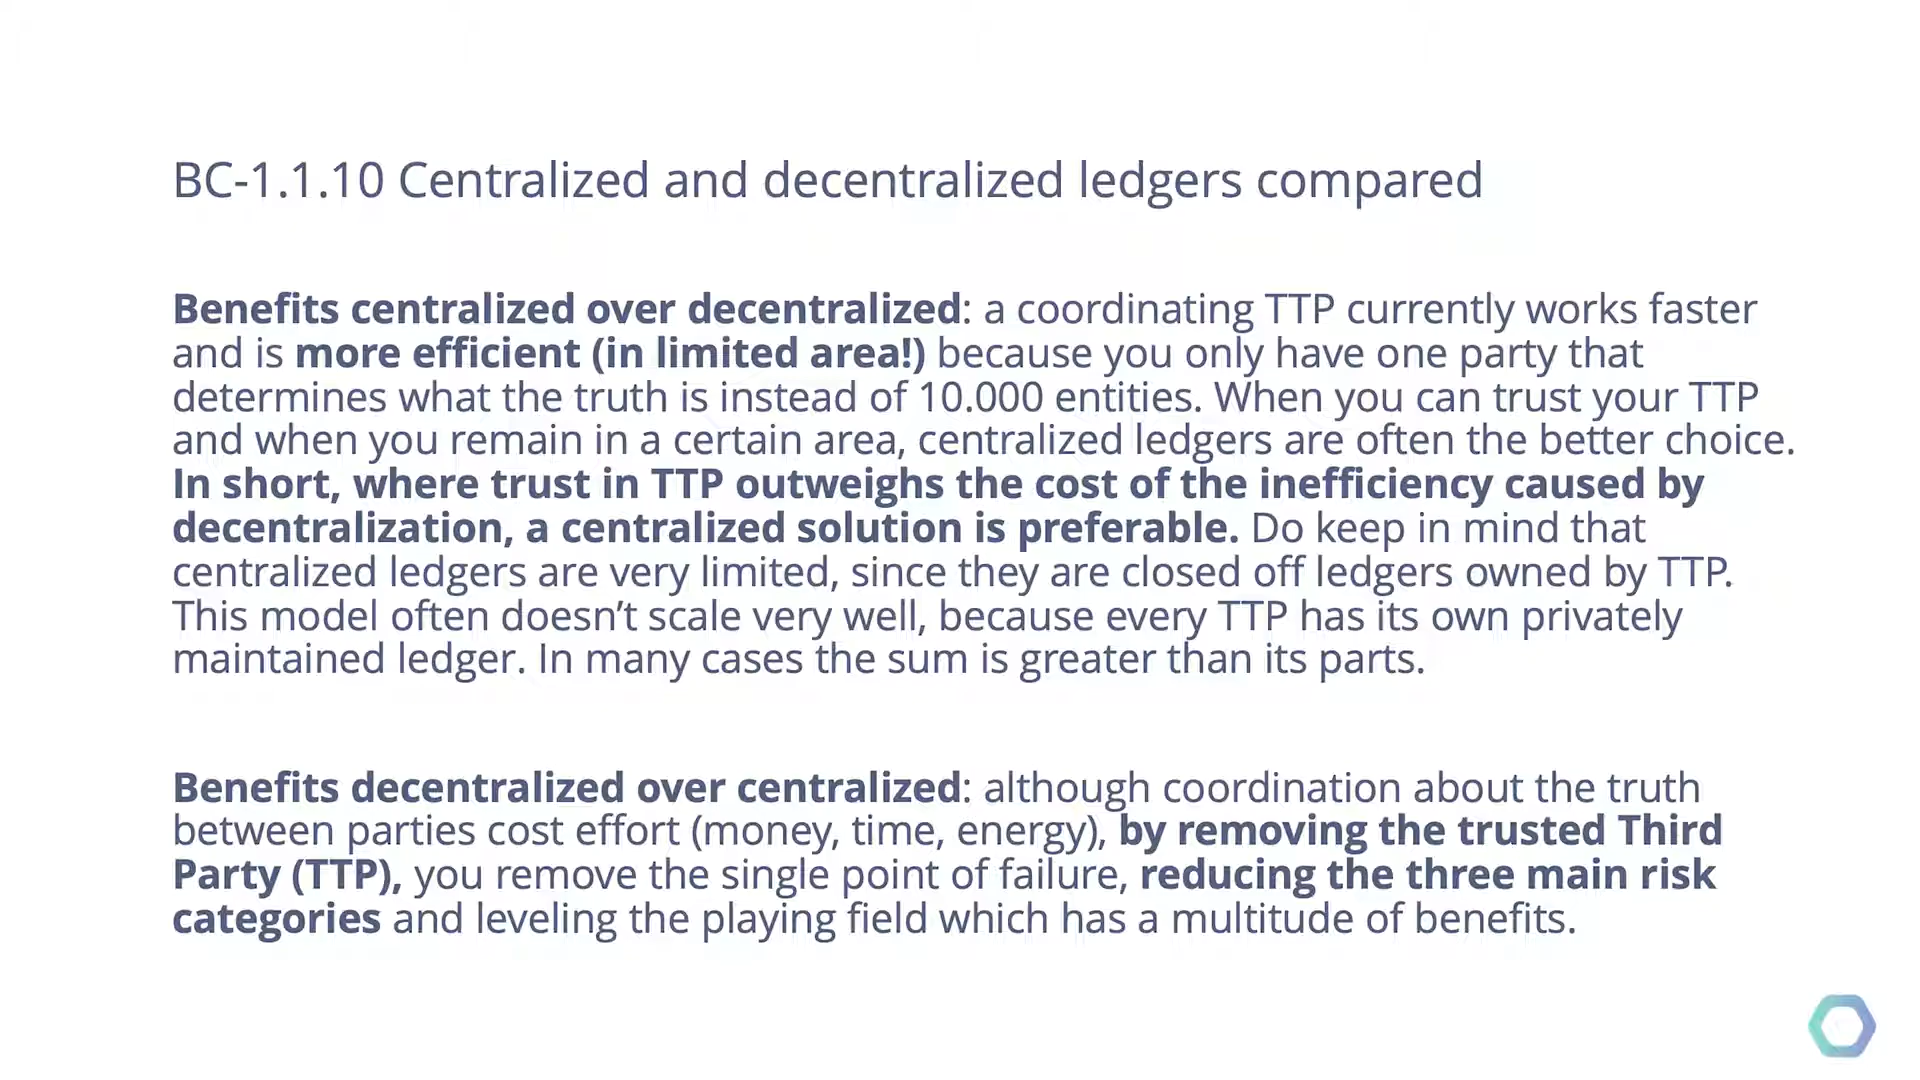 BC-1.1.10 Centralized and decentralized ledgers compared
Benefits centralized over decentralized: a coordinating TTP currently works faster
and is more efficient (in limited area!) because you only have one party that
determines what the truth is instead of 10.000 entities. When you can trust your TTP
and when you remain in a certain area, centralized ledgers are often the better choice.
In short, where trust in TTP outweighs the cost of the inefficiency caused by
decentralization, a centralized solution is preferable. Do keep in mind that
centralized ledgers are very limited, since they are closed off ledgers owned by TTP.
This model often doesn’t scale very well, because every TTP has its own privately
maintained ledger. In many cases the sum is greater than its parts.
Benefits decentralized over centralized: although coordination about the truth
between parties cost effort (money, time, energy), by removing the trusted Third
Party (TTP), you remove the single point of failure, reducing the three main risk
categories and leveling the playing field which has a multitude of benefits.